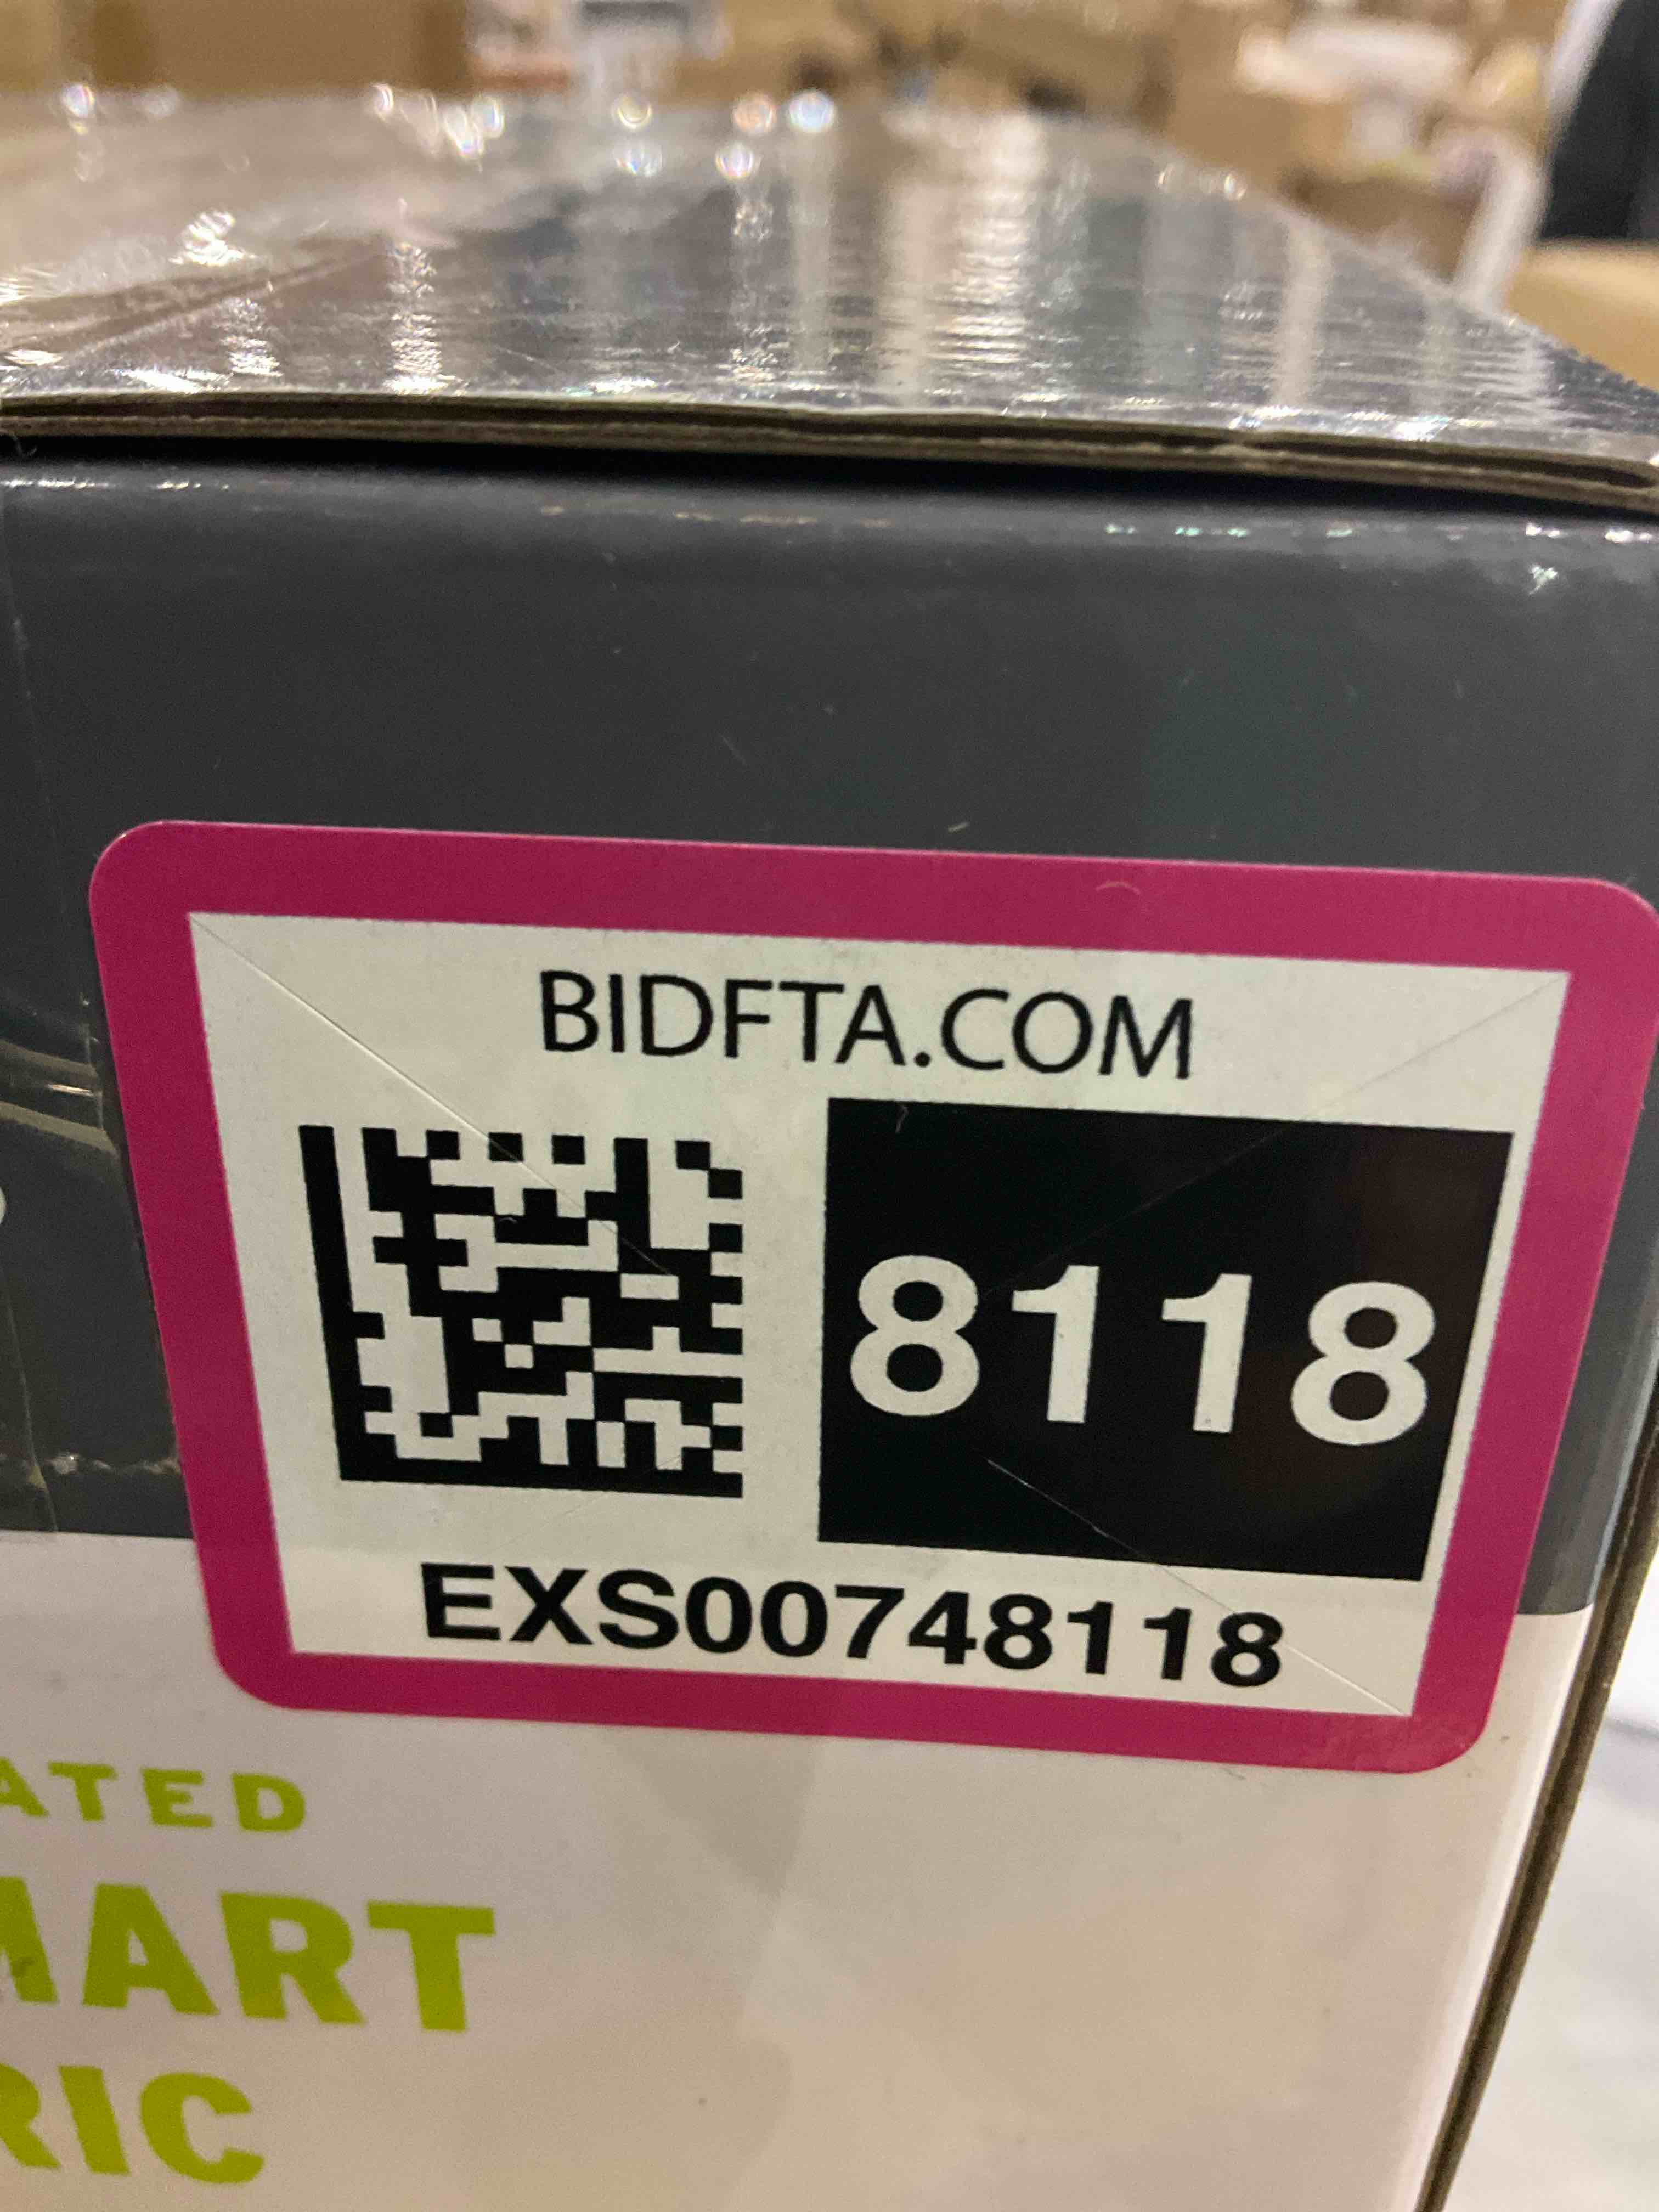 BIDFTA.COM
8118
EXS00748118
ATED
MART
RIC